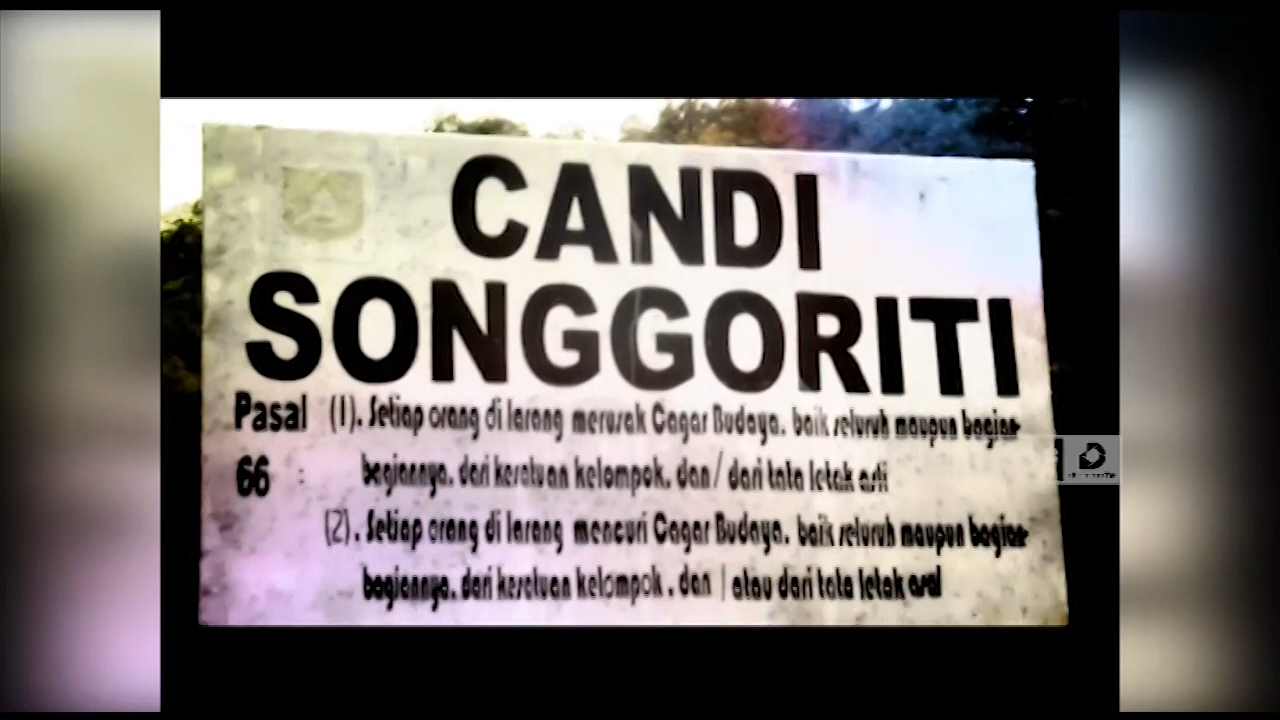 CANDI
SONGGORITI
Pasal (1). Setiap orang di larang merusak Cagar Budaya. baik seluruh maupun bagian-
66 : bagiannya. dari kesatuan kelompok. dan / dari tata letak asli
(2). Setiap orang di larang mencuri Cagar Budaya. baik seluruh maupun bagian-
bagiannya. dari kesatuan kelompok . dan | atau dari tata letak asal